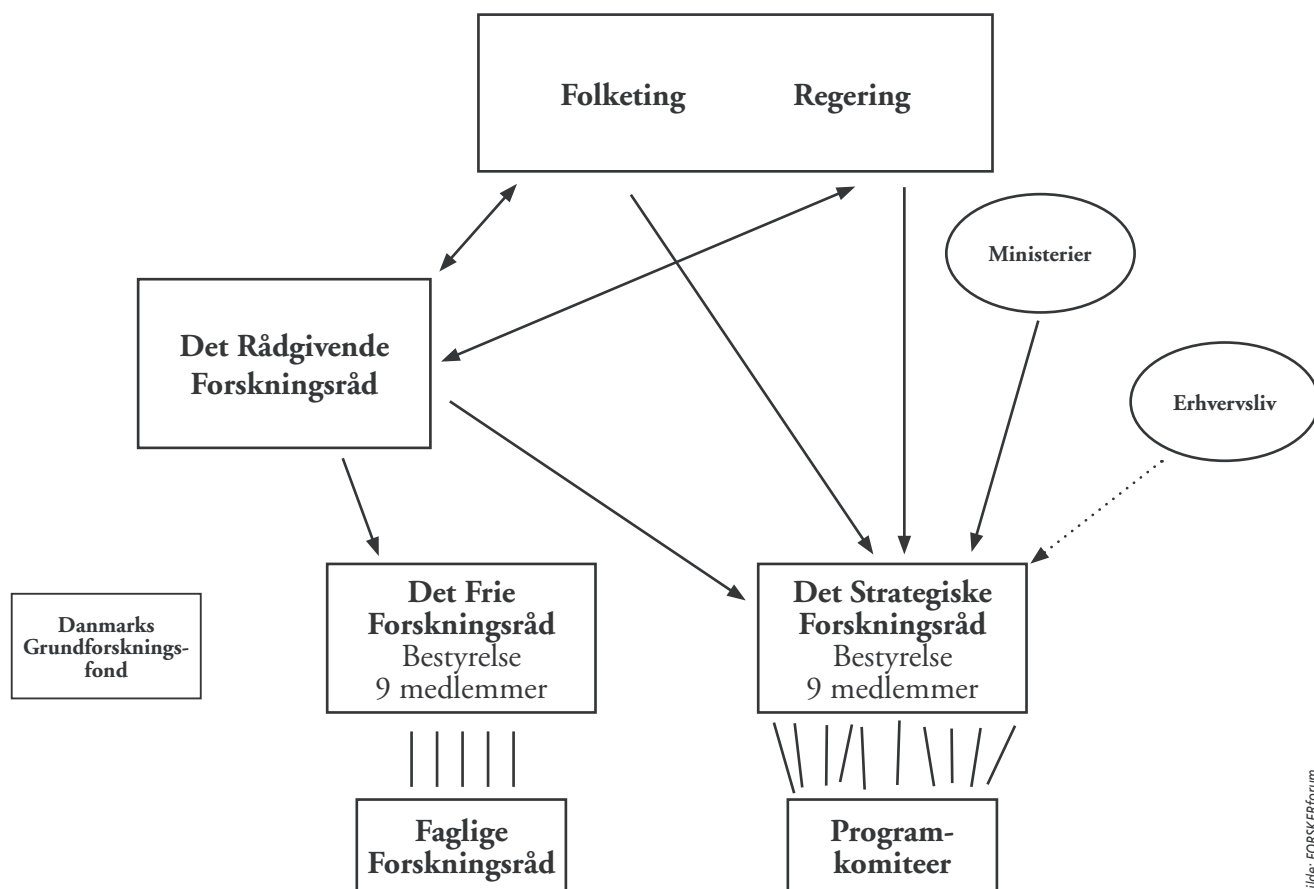 Folketing Regering
Ministerier
Det Rådgivende
Forskningsråd
Erhvervsliv
Danmarks
Grundforsknings-
fond
Det Frie
Forskningsråd
Bestyrelse
9 medlemmer
Det Strategiske
Forskningsråd
Bestyrelse
9 medlemmer
Faglige
Forskningsråd
Program-
komiteer
FORSKERforum